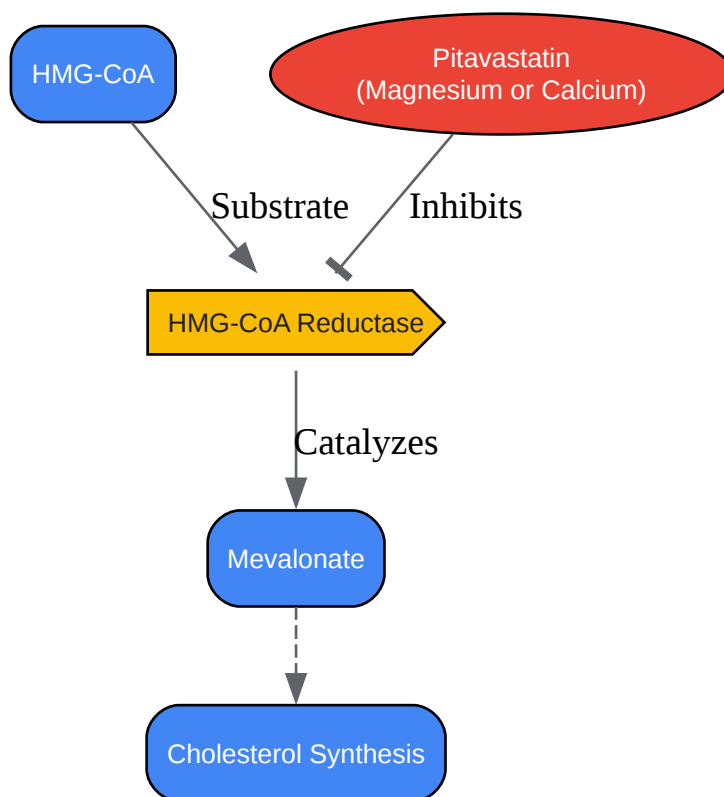 HMG-CoA
Pitavastatin
(Magnesium or Calcium)
Substrate
Inhibits
HMG-CoA Reductase
Catalyzes
Mevalonate
Cholesterol Synthesis